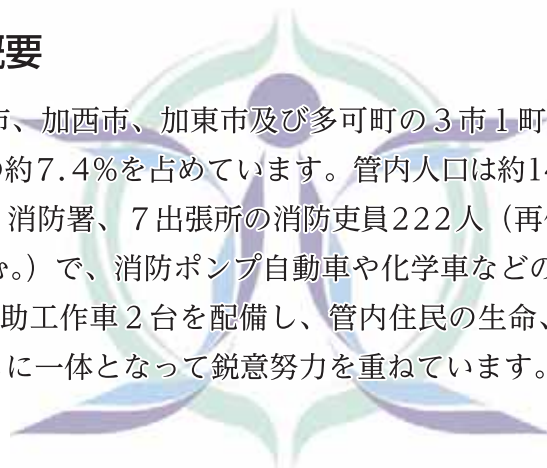 概要
市、加西市、加東市及び多可町の３市１町
の約７.４％を占めています。管内人口は約1
消防署、７出張所の消防吏員222人（再
む。）で、消防ポンプ自動車や化学車などの
助工作車２台を配備し、管内住民の生命、
に一体となって鋭意努力を重ねています。